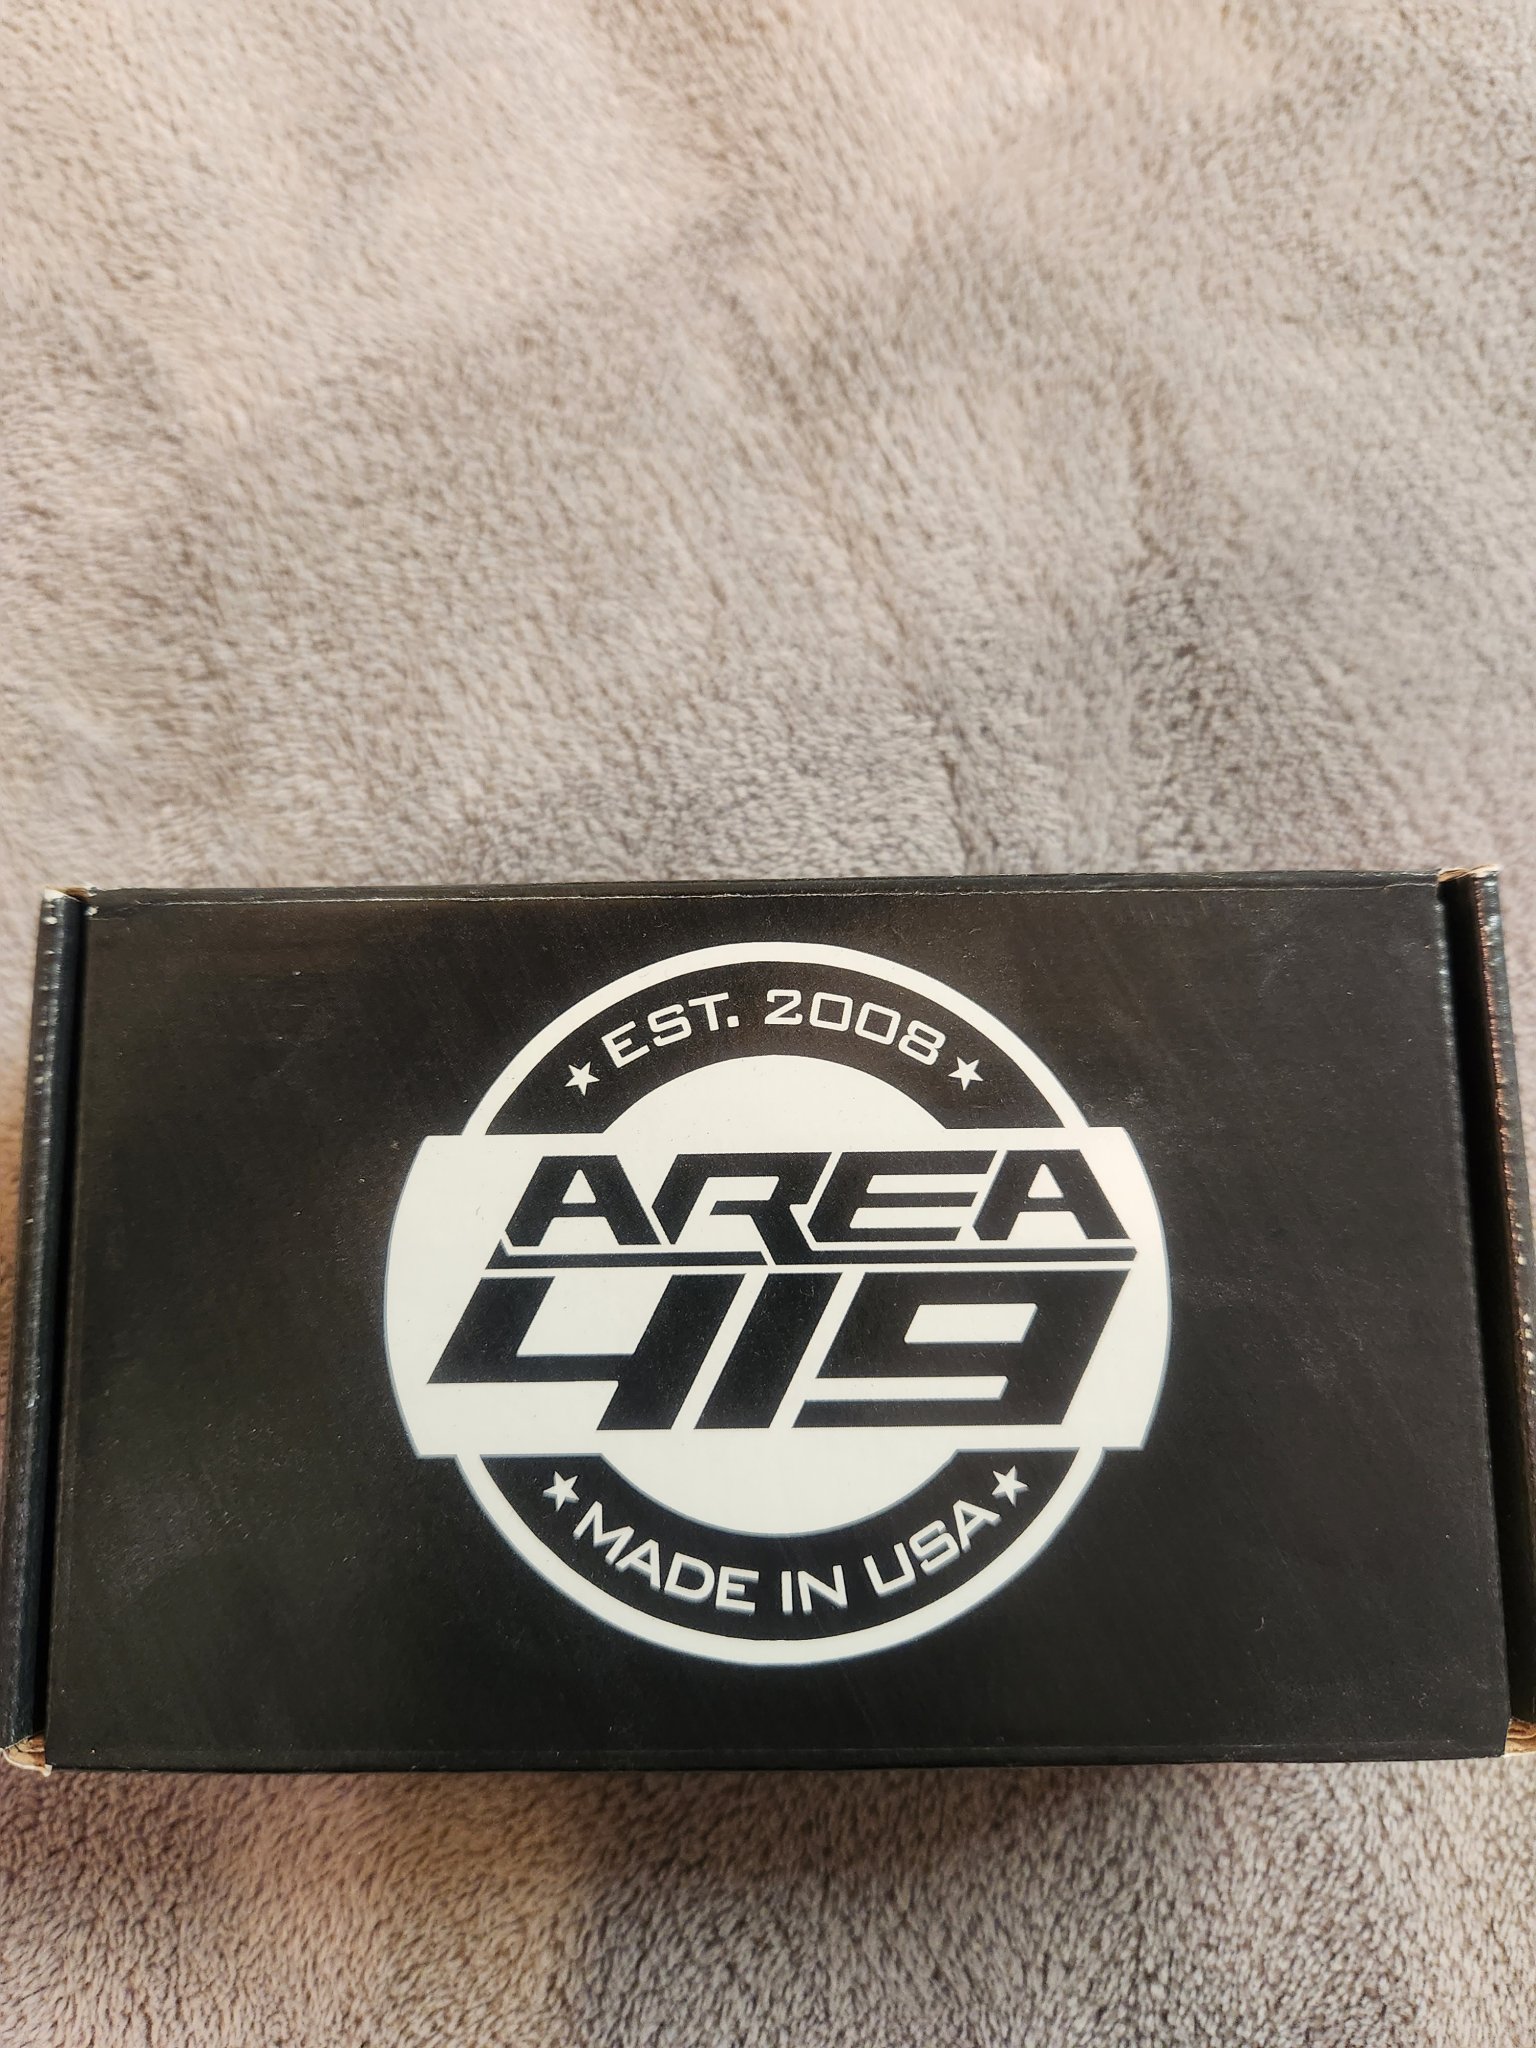 EST. 2008
AREA
419
MADE IN USA